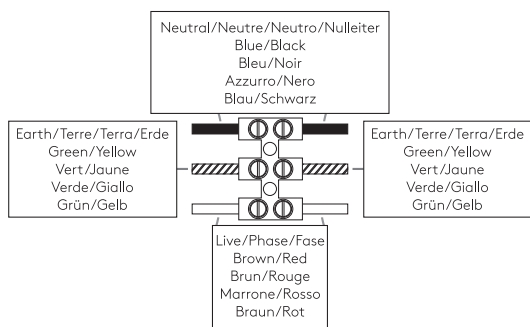 Neutral/Neutre/Neutro/Nulleiter
Blue/Black
Bleu/Noir
Azzurro/Nero
Blau/Schwarz
Earth/Terre/Terra/Erde
Green/Yellow
Vert/Jaune
Verde/Giallo
Grün/Gelb
Earth/Terre/Terra/Erde
Green/Yellow
Vert/Jaune
Verde/Giallo
Grün/Gelb
Live/Phase/Fase
Brown/Red
Brun/Rouge
Marrone/Rosso
Braun/Rot